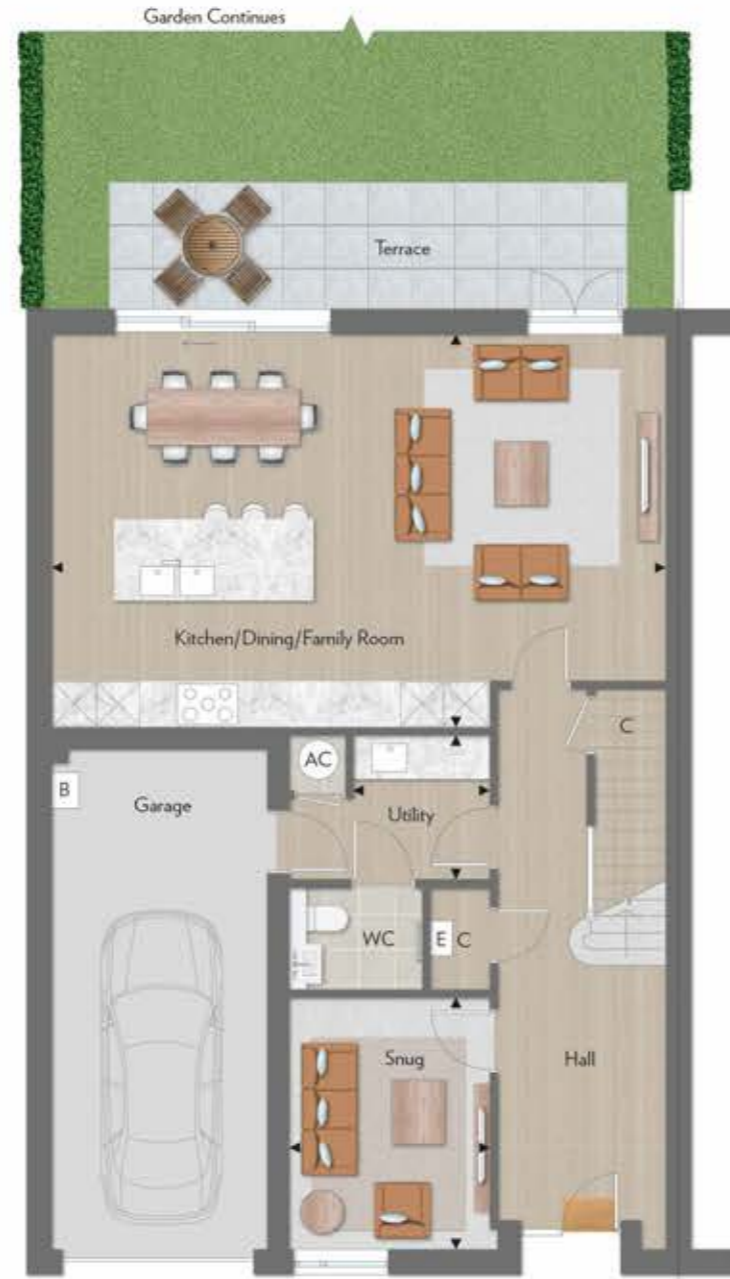 Garden Continues
Terrace
Kitchen/Dining/Family Room
C
AC
B
Garage
Utility
WC
E C
Snug
Hall